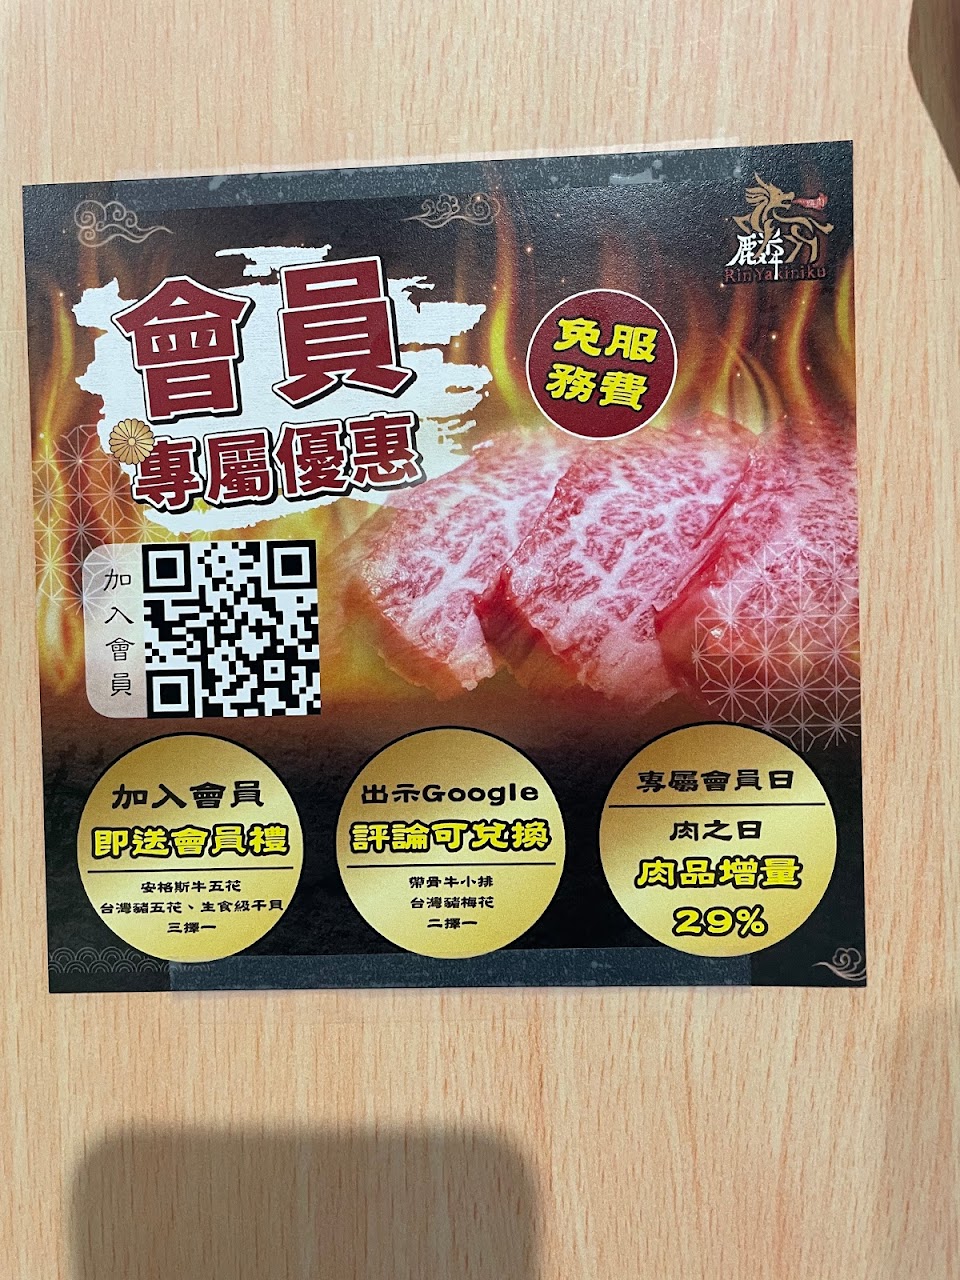 麟
Rin Yakiniku
會員
專屬優惠
免服
務費
加入會員
加入會員
即送會員禮
安格斯牛五花
台灣豬五花、生食級干貝
三擇一
出示Google
評論可兌換
帶骨牛小排
台灣豬梅花
二擇一
專屬會員日
肉之日
肉品增量
29%